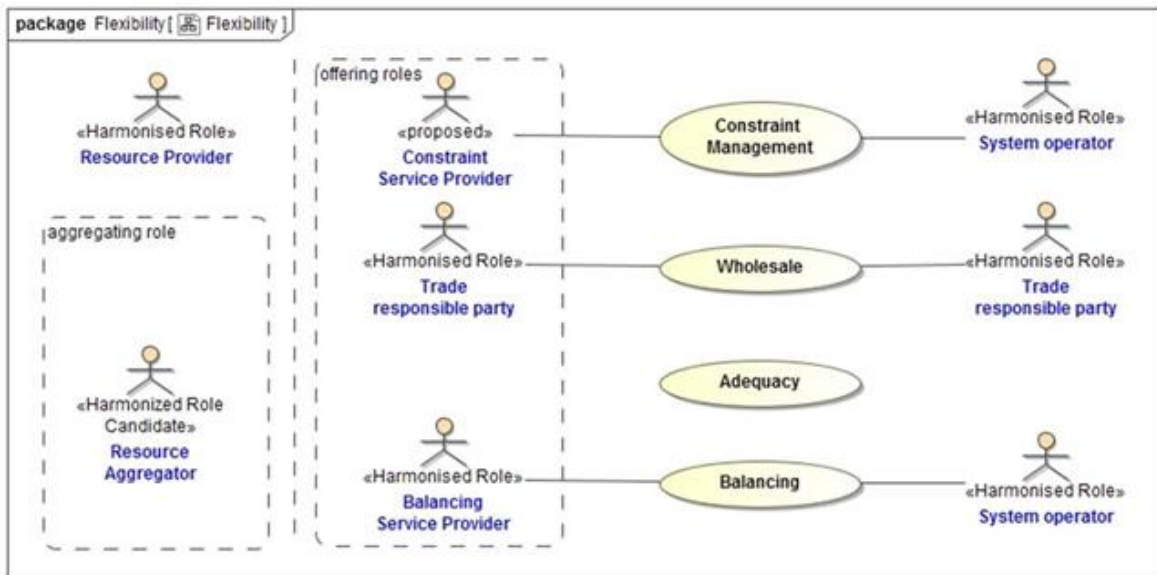 package Flexibility [ Flexibility ]
«Harmonised Role»
Resource Provider
aggregating role
«Harmonized Role
Candidate»
Resource
Aggregator
offering roles
«proposed»
Constraint
Service Provider
«Harmonised Role»
Trade
responsible party
«Harmonised Role»
Balancing
Service Provider
Constraint
Management
Wholesale
Adequacy
Balancing
«Harmonised Role»
System operator
«Harmonised Role»
Trade
responsible party
«Harmonised Role»
System operator